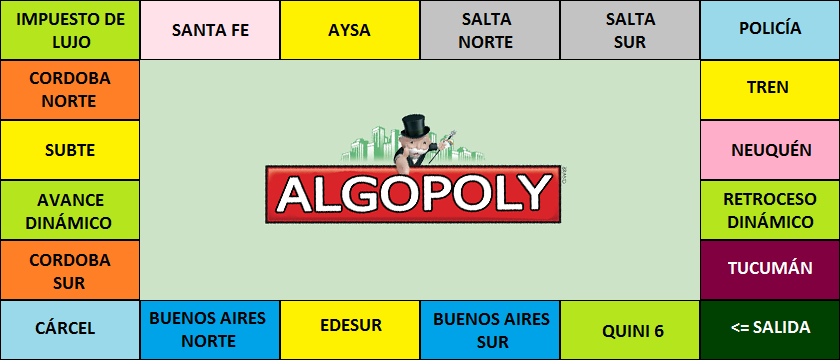 IMPUESTO DE
LUJO
SANTA FE
AYSA
SALTA
NORTE
SALTA
SUR
POLICÍA
CORDOBA
NORTE
TREN
SUBTE
NEUQUÉN
ALGOPOLY
AVANCE
DINÁMICO
RETROCESO
DINÁMICO
CORDOBA
SUR
TUCUMÁN
CÁRCEL
BUENOS AIRES
NORTE
EDESUR
BUENOS AIRES
SUR
QUINI 6
<= SALIDA